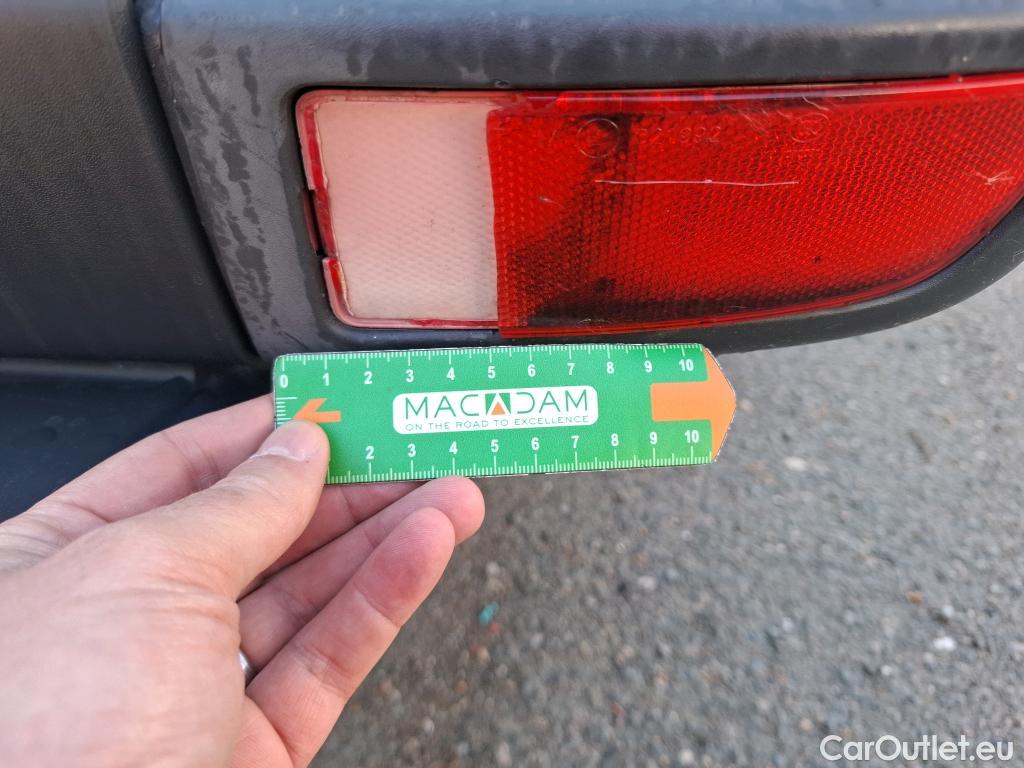 0 1 2 3 4 5 6 7 8 9 10
MACADAM
ON THE ROAD TO EXCELLENCE
2 3 4 5 6 7 8 9 10
CarOutlet.eu